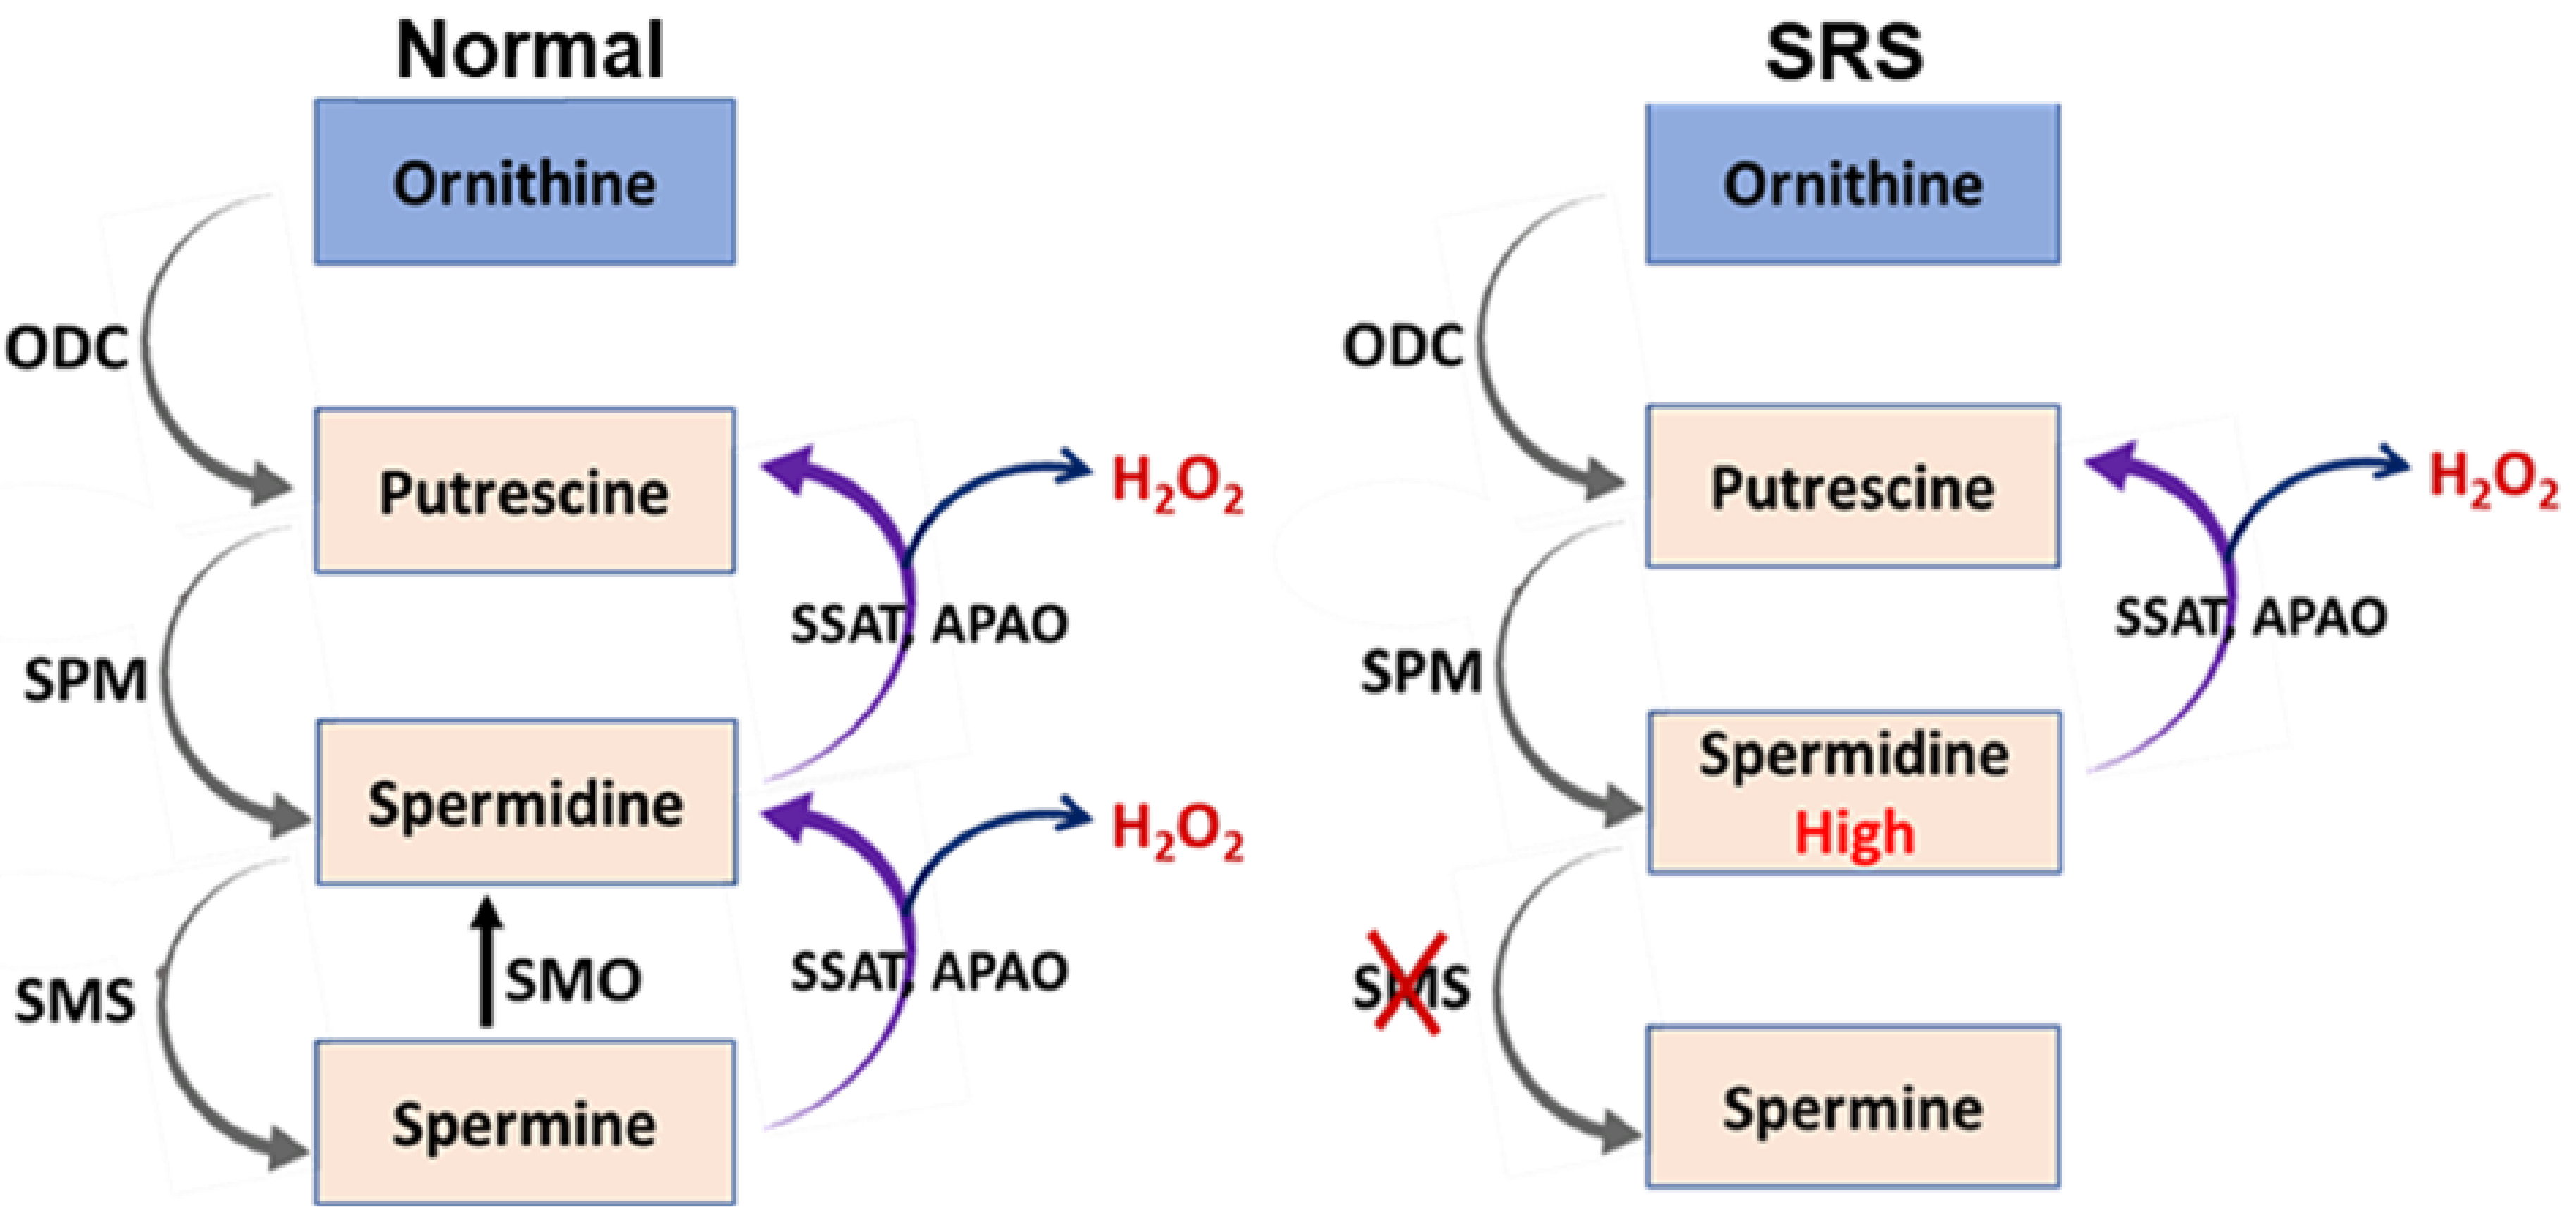 Normal
Ornithine
ODC
Putrescine
H₂O₂
SSAT, APAO
SPM
Spermidine
H₂O₂
SMO
SSAT, APAO
SMS
Spermine
SRS
Ornithine
ODC
Putrescine
H₂O₂
SSAT, APAO
SPM
Spermidine
High
SMS
Spermine